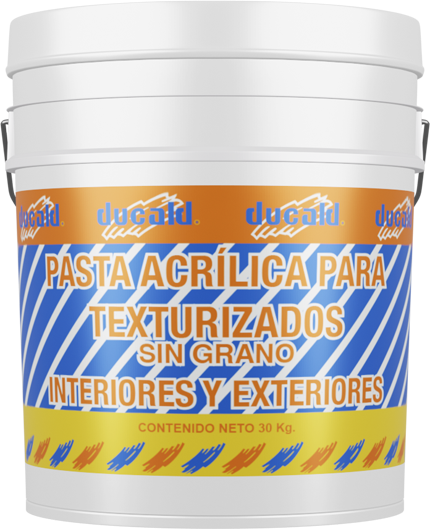 ducald ducald ducald ducald
PASTA ACRÍLICA PARA
TEXTURIZADOS
SIN GRANO
INTERIORES Y EXTERIORES
CONTENIDO NETO 30 Kg.